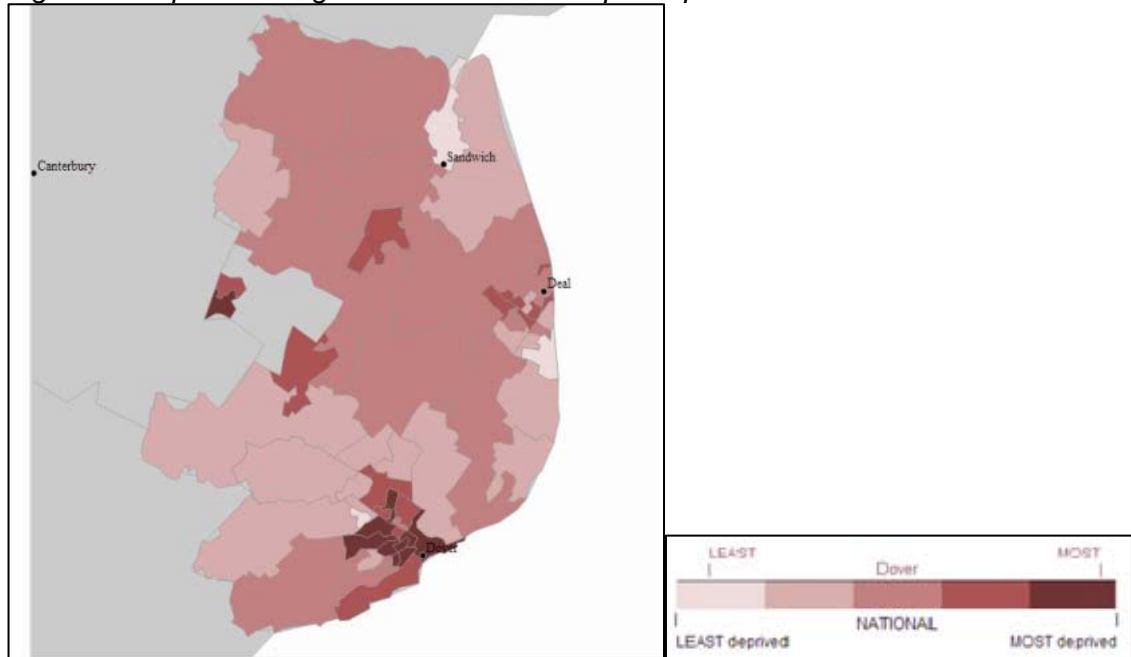 Canterbury
Sandwich
Deal
Dover
LEAST MOST
Dover
NATIONAL
LEAST deprived MOST deprived